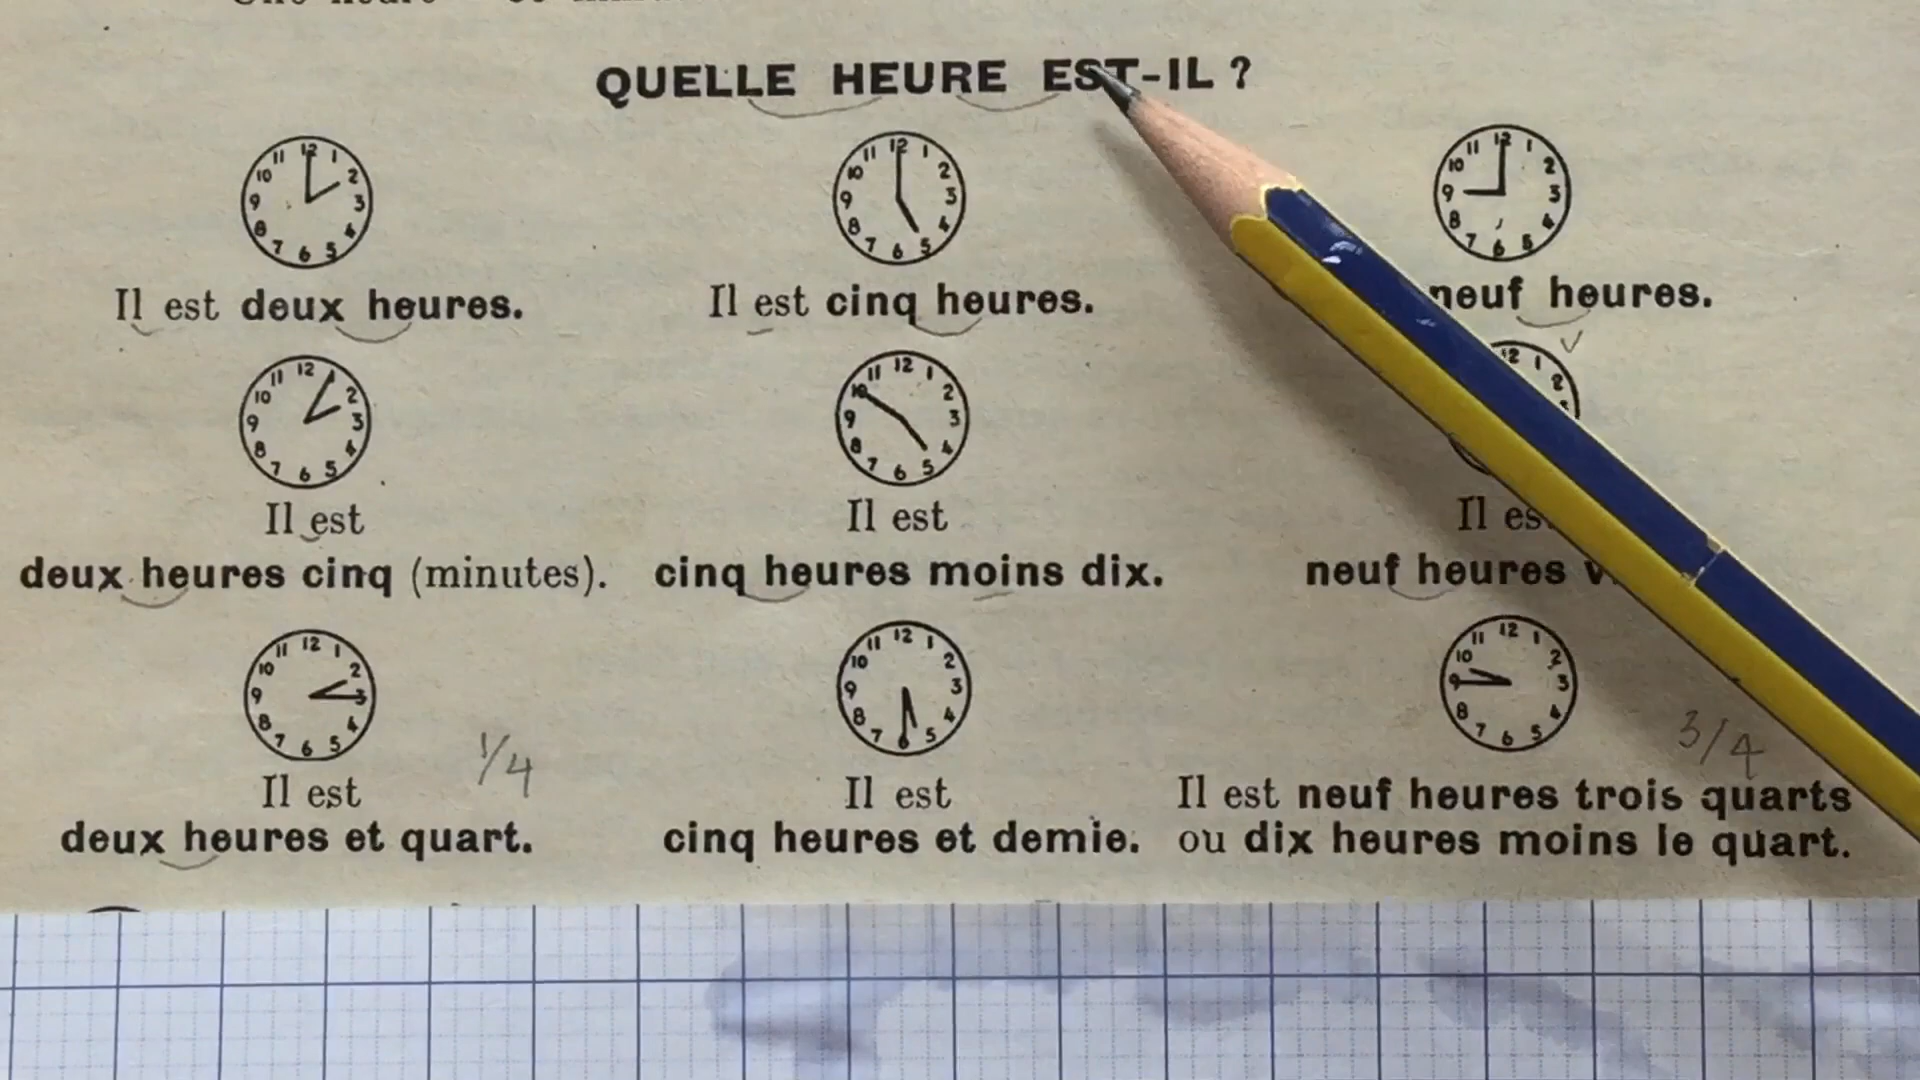 QUELLE HEURE EST-IL ?
Il est deux heures.
Il est cinq heures.
neuf heures.
Il est
deux heures cinq (minutes).
Il est
cinq heures moins dix.
Il
neuf heures
1/4
3/4
Il est
deux heures et quart.
Il est
cinq heures et demie.
Il est neuf heures trois quarts
ou dix heures moins le quart.